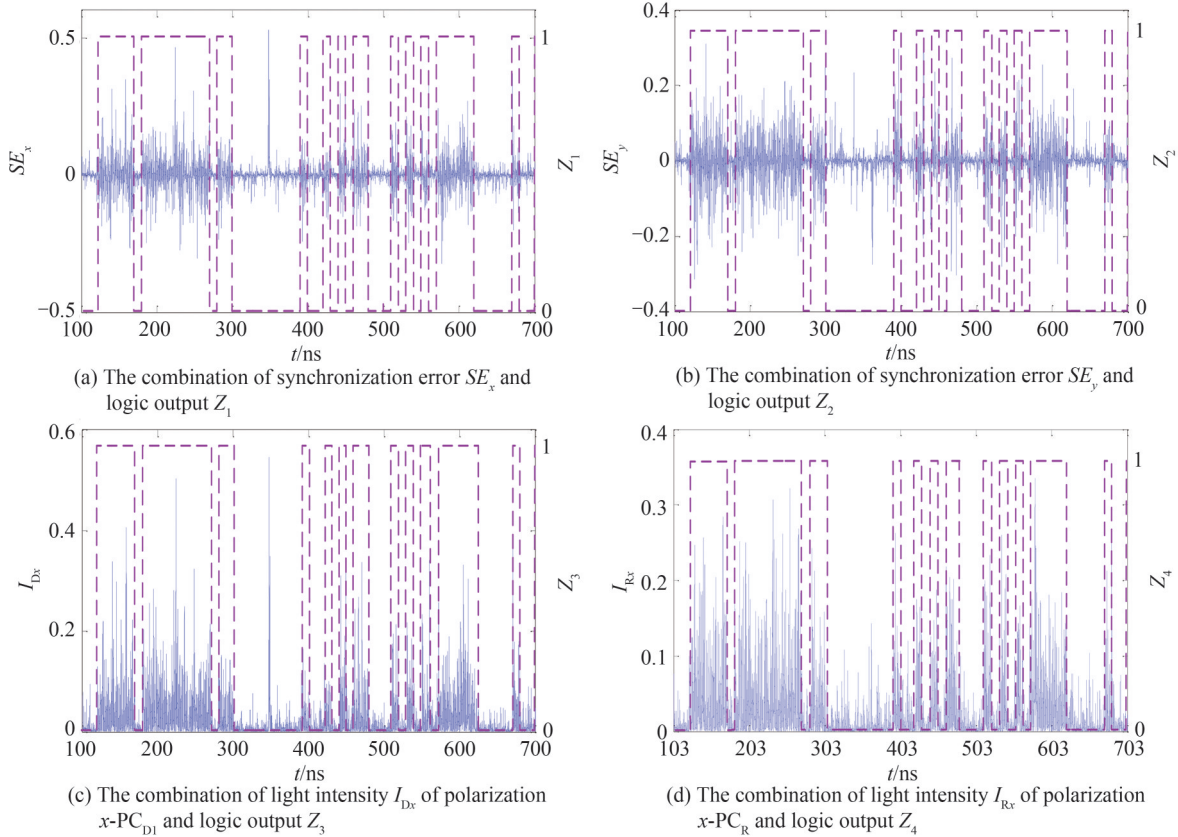 0.5
0
−0.5
SE_x
1
0
Z_1
100 200 300 400 500 600 700
t/ns
(a) The combination of synchronization error SE_x and
logic output Z_1
0.4
0.2
0
−0.2
−0.4
SE_y
1
0
Z_2
100 200 300 400 500 600 700
t/ns
(b) The combination of synchronization error SE_y and
logic output Z_2
0.6
0.4
0.2
0
I_Dx
1
0
Z_3
100 200 300 400 500 600 700
t/ns
(c) The combination of light intensity I_Dx of polarization
x-PC_D1 and logic output Z_3
0.4
0.3
0.2
0.1
0
I_Rx
1
0
Z_4
103 203 303 403 503 603 703
t/ns
(d) The combination of light intensity I_Rx of polarization
x-PC_R and logic output Z_4